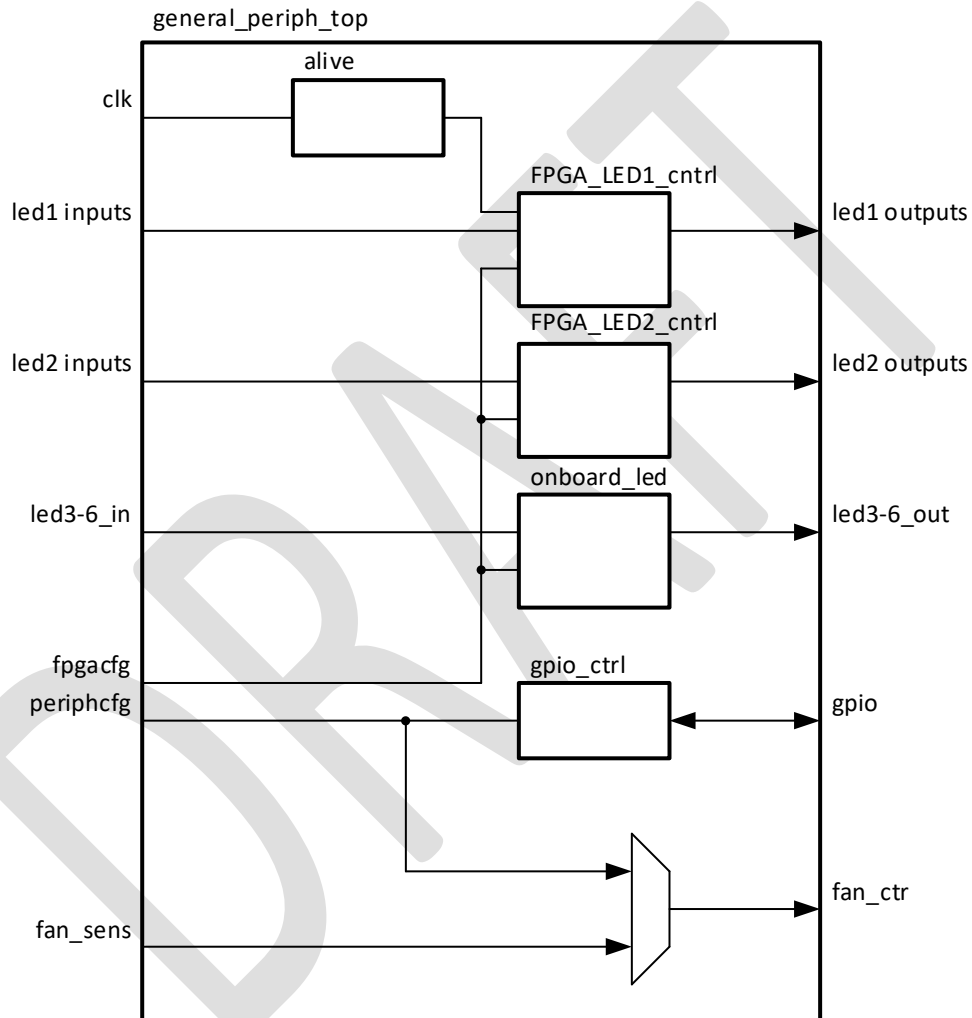 general_periph_top
alive
clk
FPGA_LED1_cntrl
led1 inputs
led1 outputs
FPGA_LED2_cntrl
led2 inputs
led2 outputs
onboard_led
led3-6_in
led3-6_out
fpgacfg
gpio_ctrl
periphcfg
gpio
fan_ctr
fan_sens
DRAFT